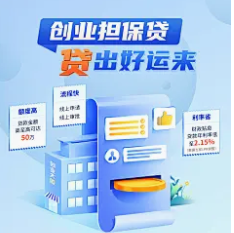 创业担保贷
贷出好运来
额度高
贷款金额
最高可达
50万
流程快
线上申请
线上审批
利率省
财政贴息
贷款年利率低
至2.15%